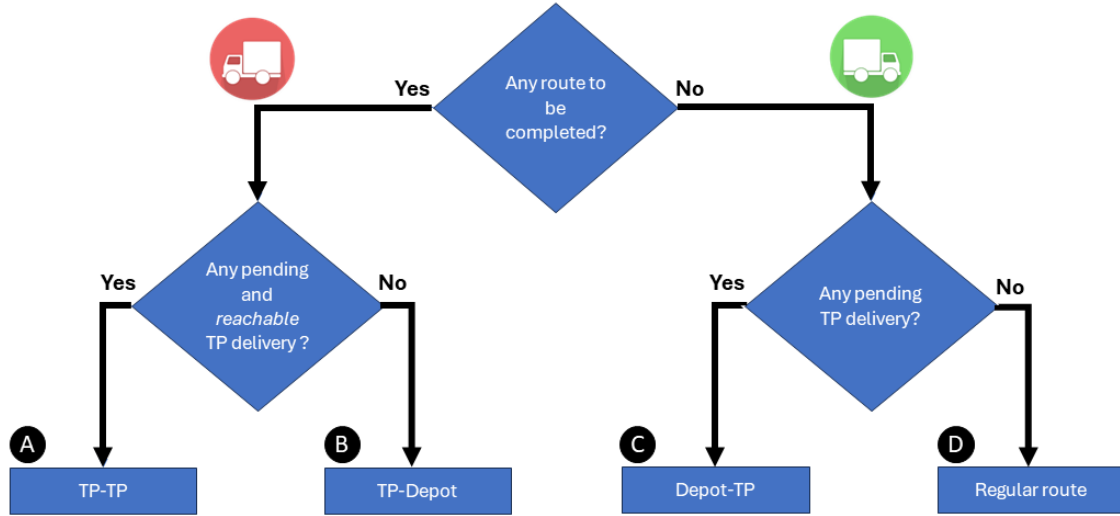 Any route to
be
completed?
Yes
No
Any pending
and
reachable
TP delivery ?
Yes
No
Any pending
TP delivery?
Yes
No
A
TP-TP
B
TP-Depot
C
Depot-TP
D
Regular route